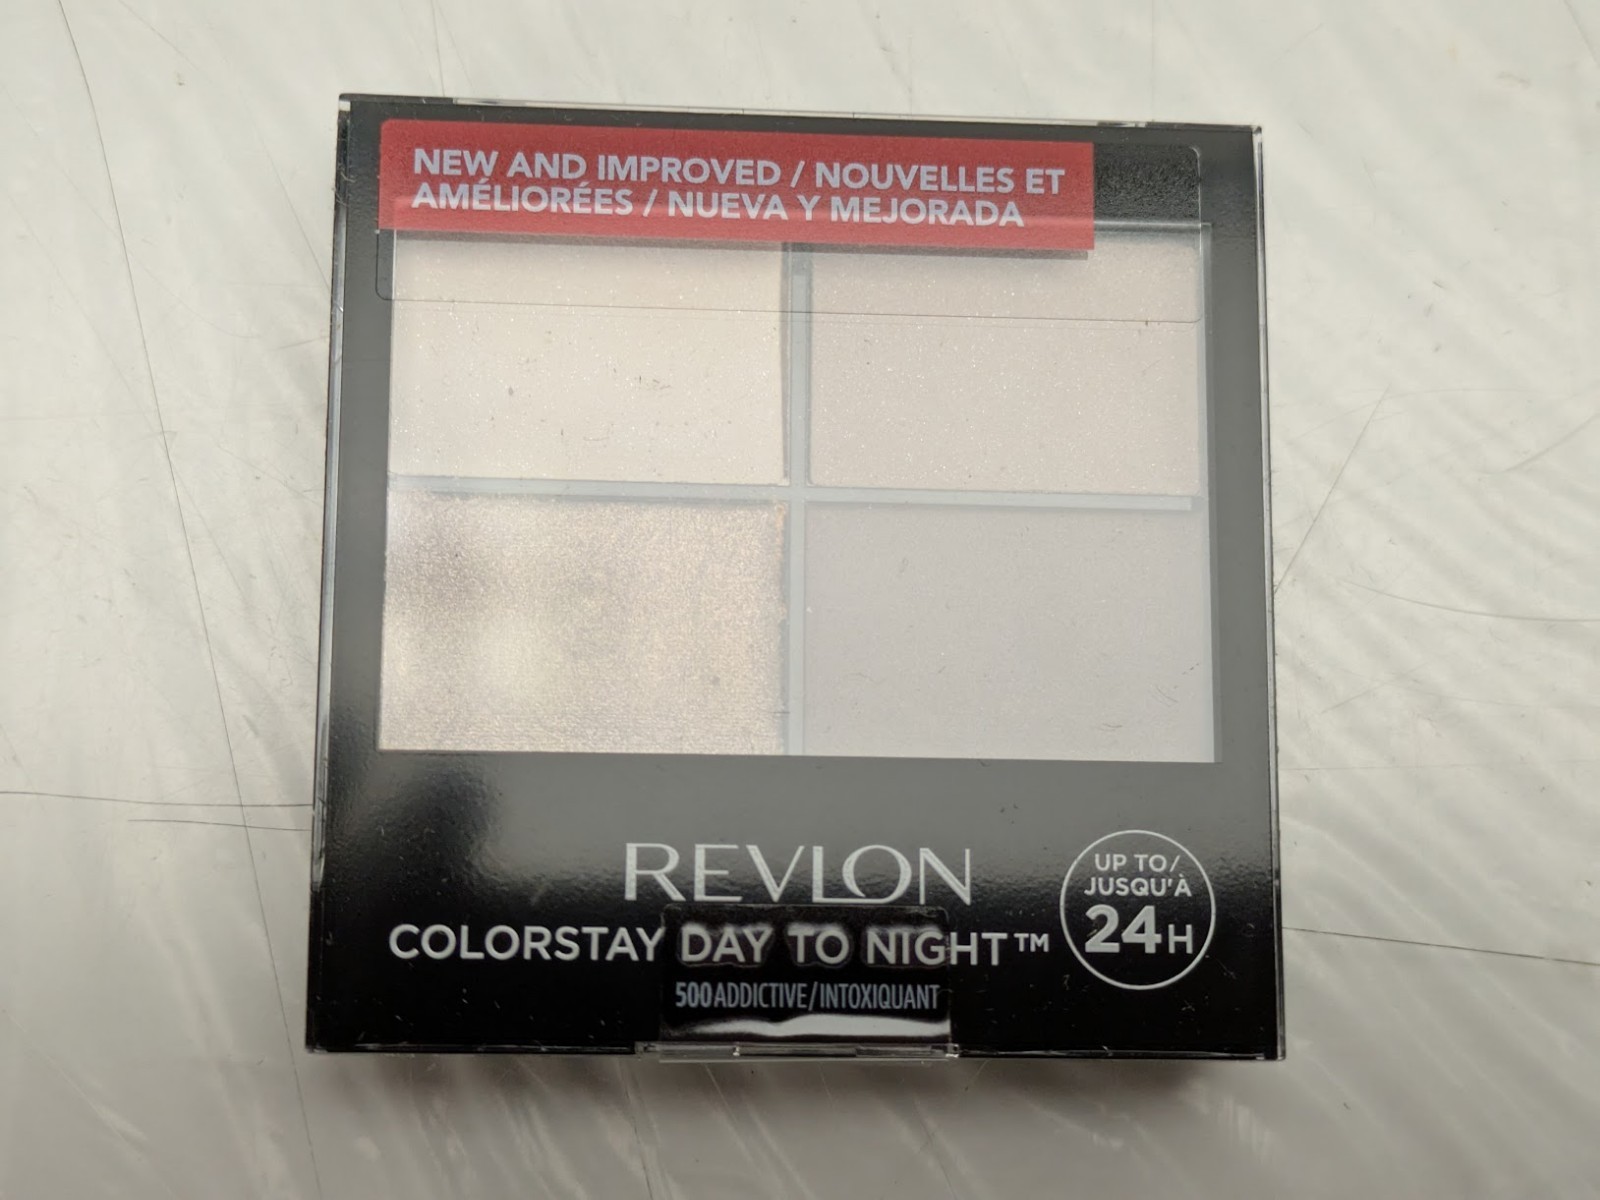 NEW AND IMPROVED / NOUVELLES ET
AMÉLIORÉES / NUEVA Y MEJORADA
REVLON
COLORSTAY DAY TO NIGHT™
500 ADDICTIVE/INTOXIQUANT
UP TO/
JUSQU'À
24H